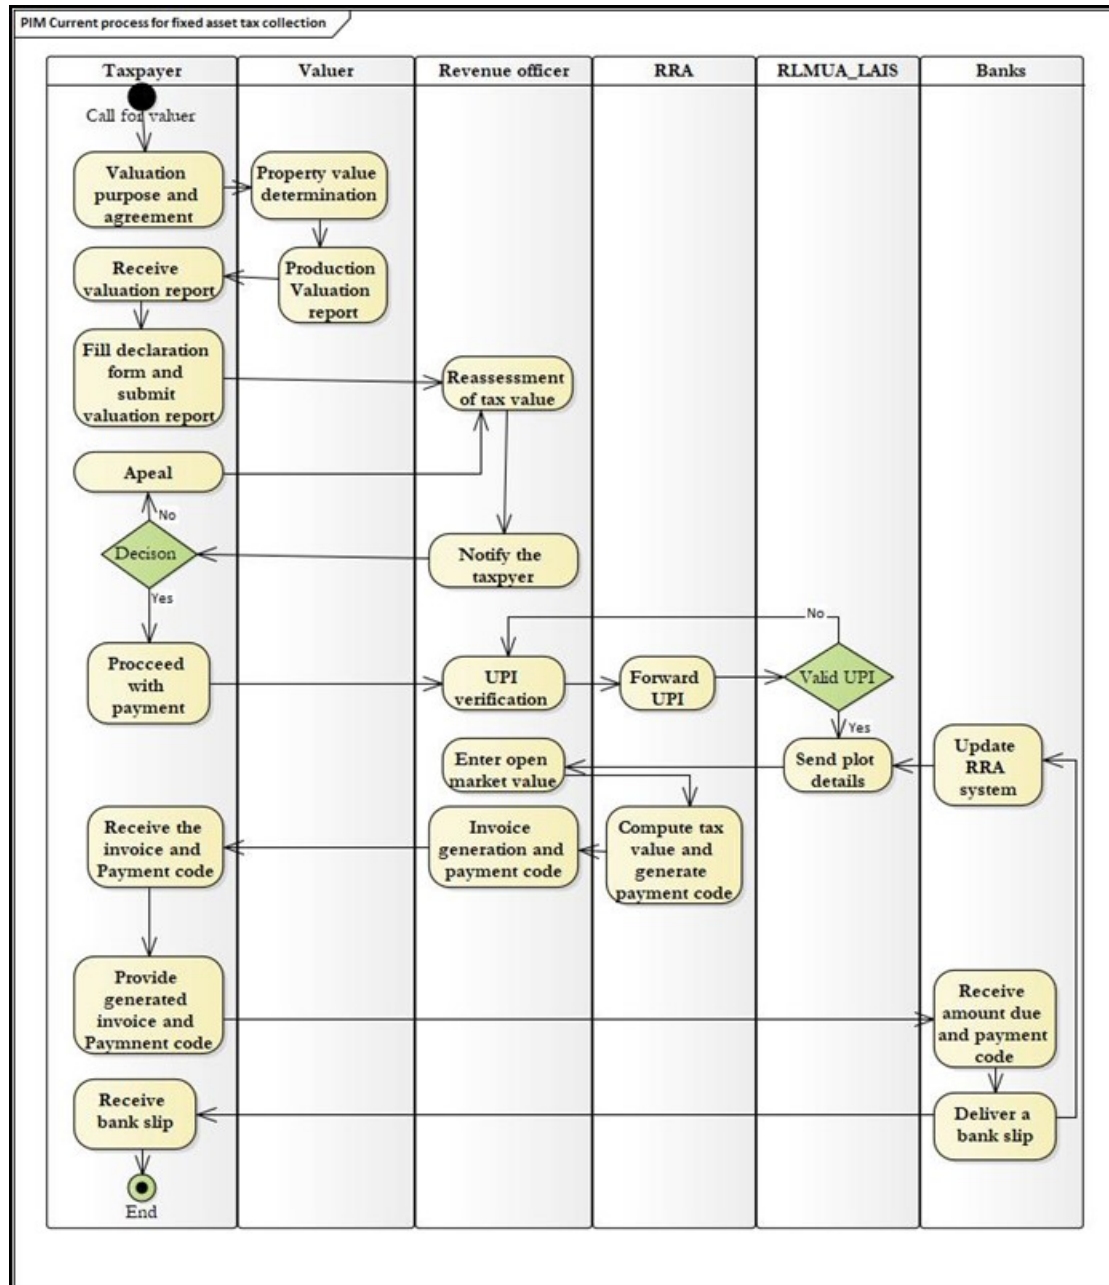 PIM Current process for fixed asset tax collection
Taxpayer
Valuer
Revenue officer
RRA
RLMUA_LAIS
Banks
Call for valuer
Valuation
purpose and
agreement
Property value
determination
Receive
valuation report
Production
Valuation
report
Fill declaration
form and
submit
valuation report
Reassessment
of tax value
Apeal
No
Decison
Yes
Notify the
taxpyer
Procceed
with
payment
UPI
verification
Forward
UPI
No
Valid UPI
Yes
Enter open
market value
Send plot
details
Update
RRA
system
Receive the
invoice and
Payment code
Invoice
generation and
payment code
Compute tax
value and
generate
payment code
Provide
generated
invoice and
Paymnent code
Receive
amount due
and payment
code
Receive
bank slip
Deliver a
bank slip
End